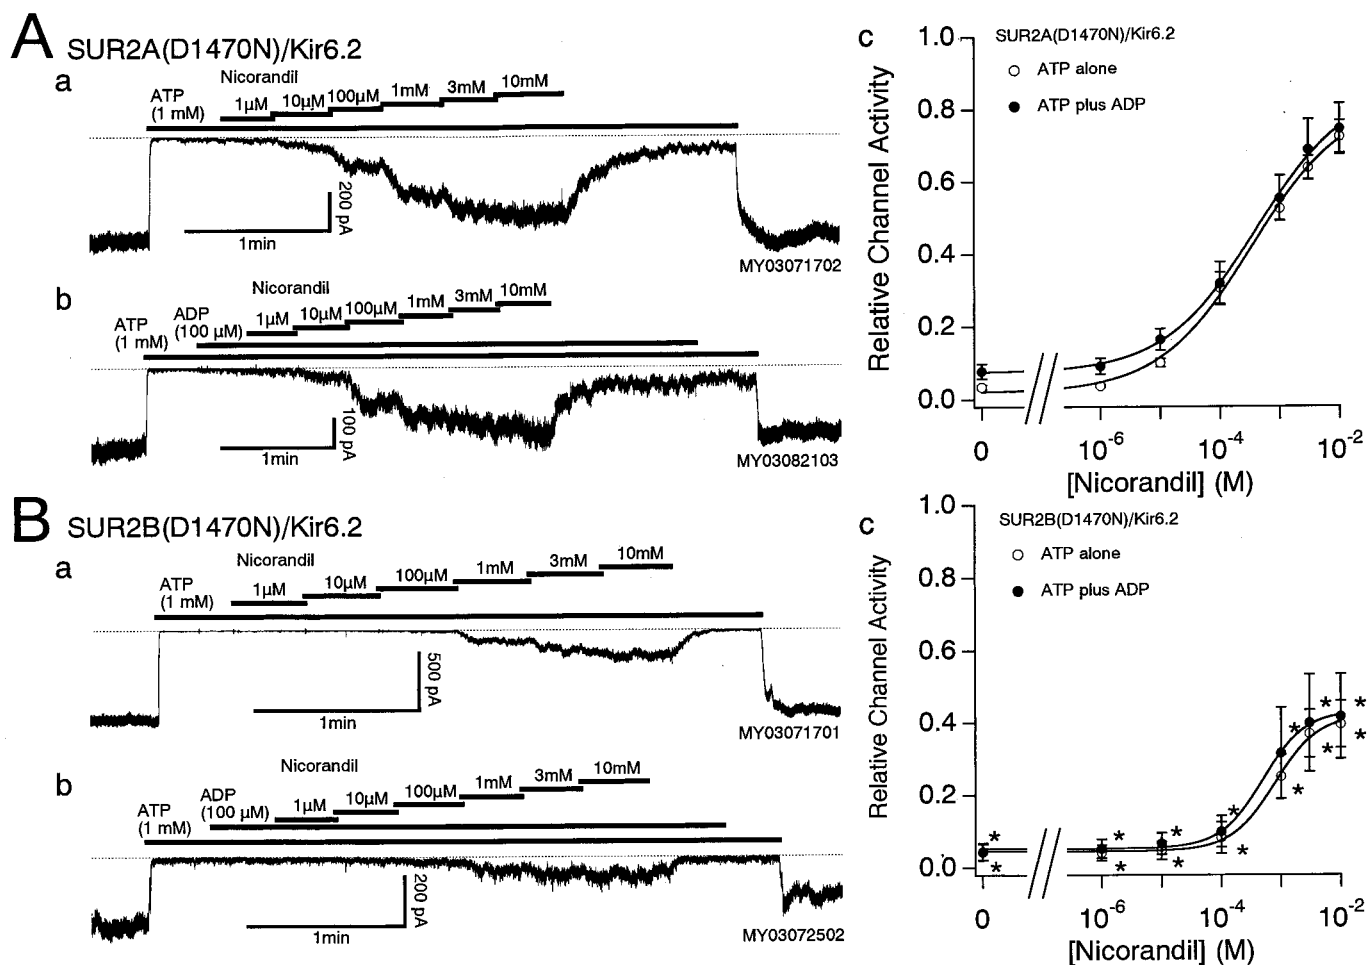 A SUR2A(D1470N)/Kir6.2
a
Nicorandil
ATP
(1 mM)
1µM 10µM 100µM 1mM 3mM 10mM
200 pA
1min
MY03071702
b
Nicorandil
ADP
(100 µM)
ATP
(1 mM)
1µM 10µM 100µM 1mM 3mM 10mM
100 pA
1min
MY03082103
c
SUR2A(D1470N)/Kir6.2
ATP alone
ATP plus ADP
Relative Channel Activity
1.0
0.8
0.6
0.4
0.2
0.0
0 10-6 10-4 10-2
[Nicorandil] (M)
B SUR2B(D1470N)/Kir6.2
a
Nicorandil
ATP
(1 mM)
1µM 10µM 100µM 1mM 3mM 10mM
500 pA
1min
MY03071701
b
Nicorandil
ADP
(100 µM)
ATP
(1 mM)
1µM 10µM 100µM 1mM 3mM 10mM
200 pA
1min
MY03072502
c
SUR2B(D1470N)/Kir6.2
ATP alone
ATP plus ADP
Relative Channel Activity
1.0
0.8
0.6
0.4
0.2
0.0
0 10-6 10-4 10-2
[Nicorandil] (M)